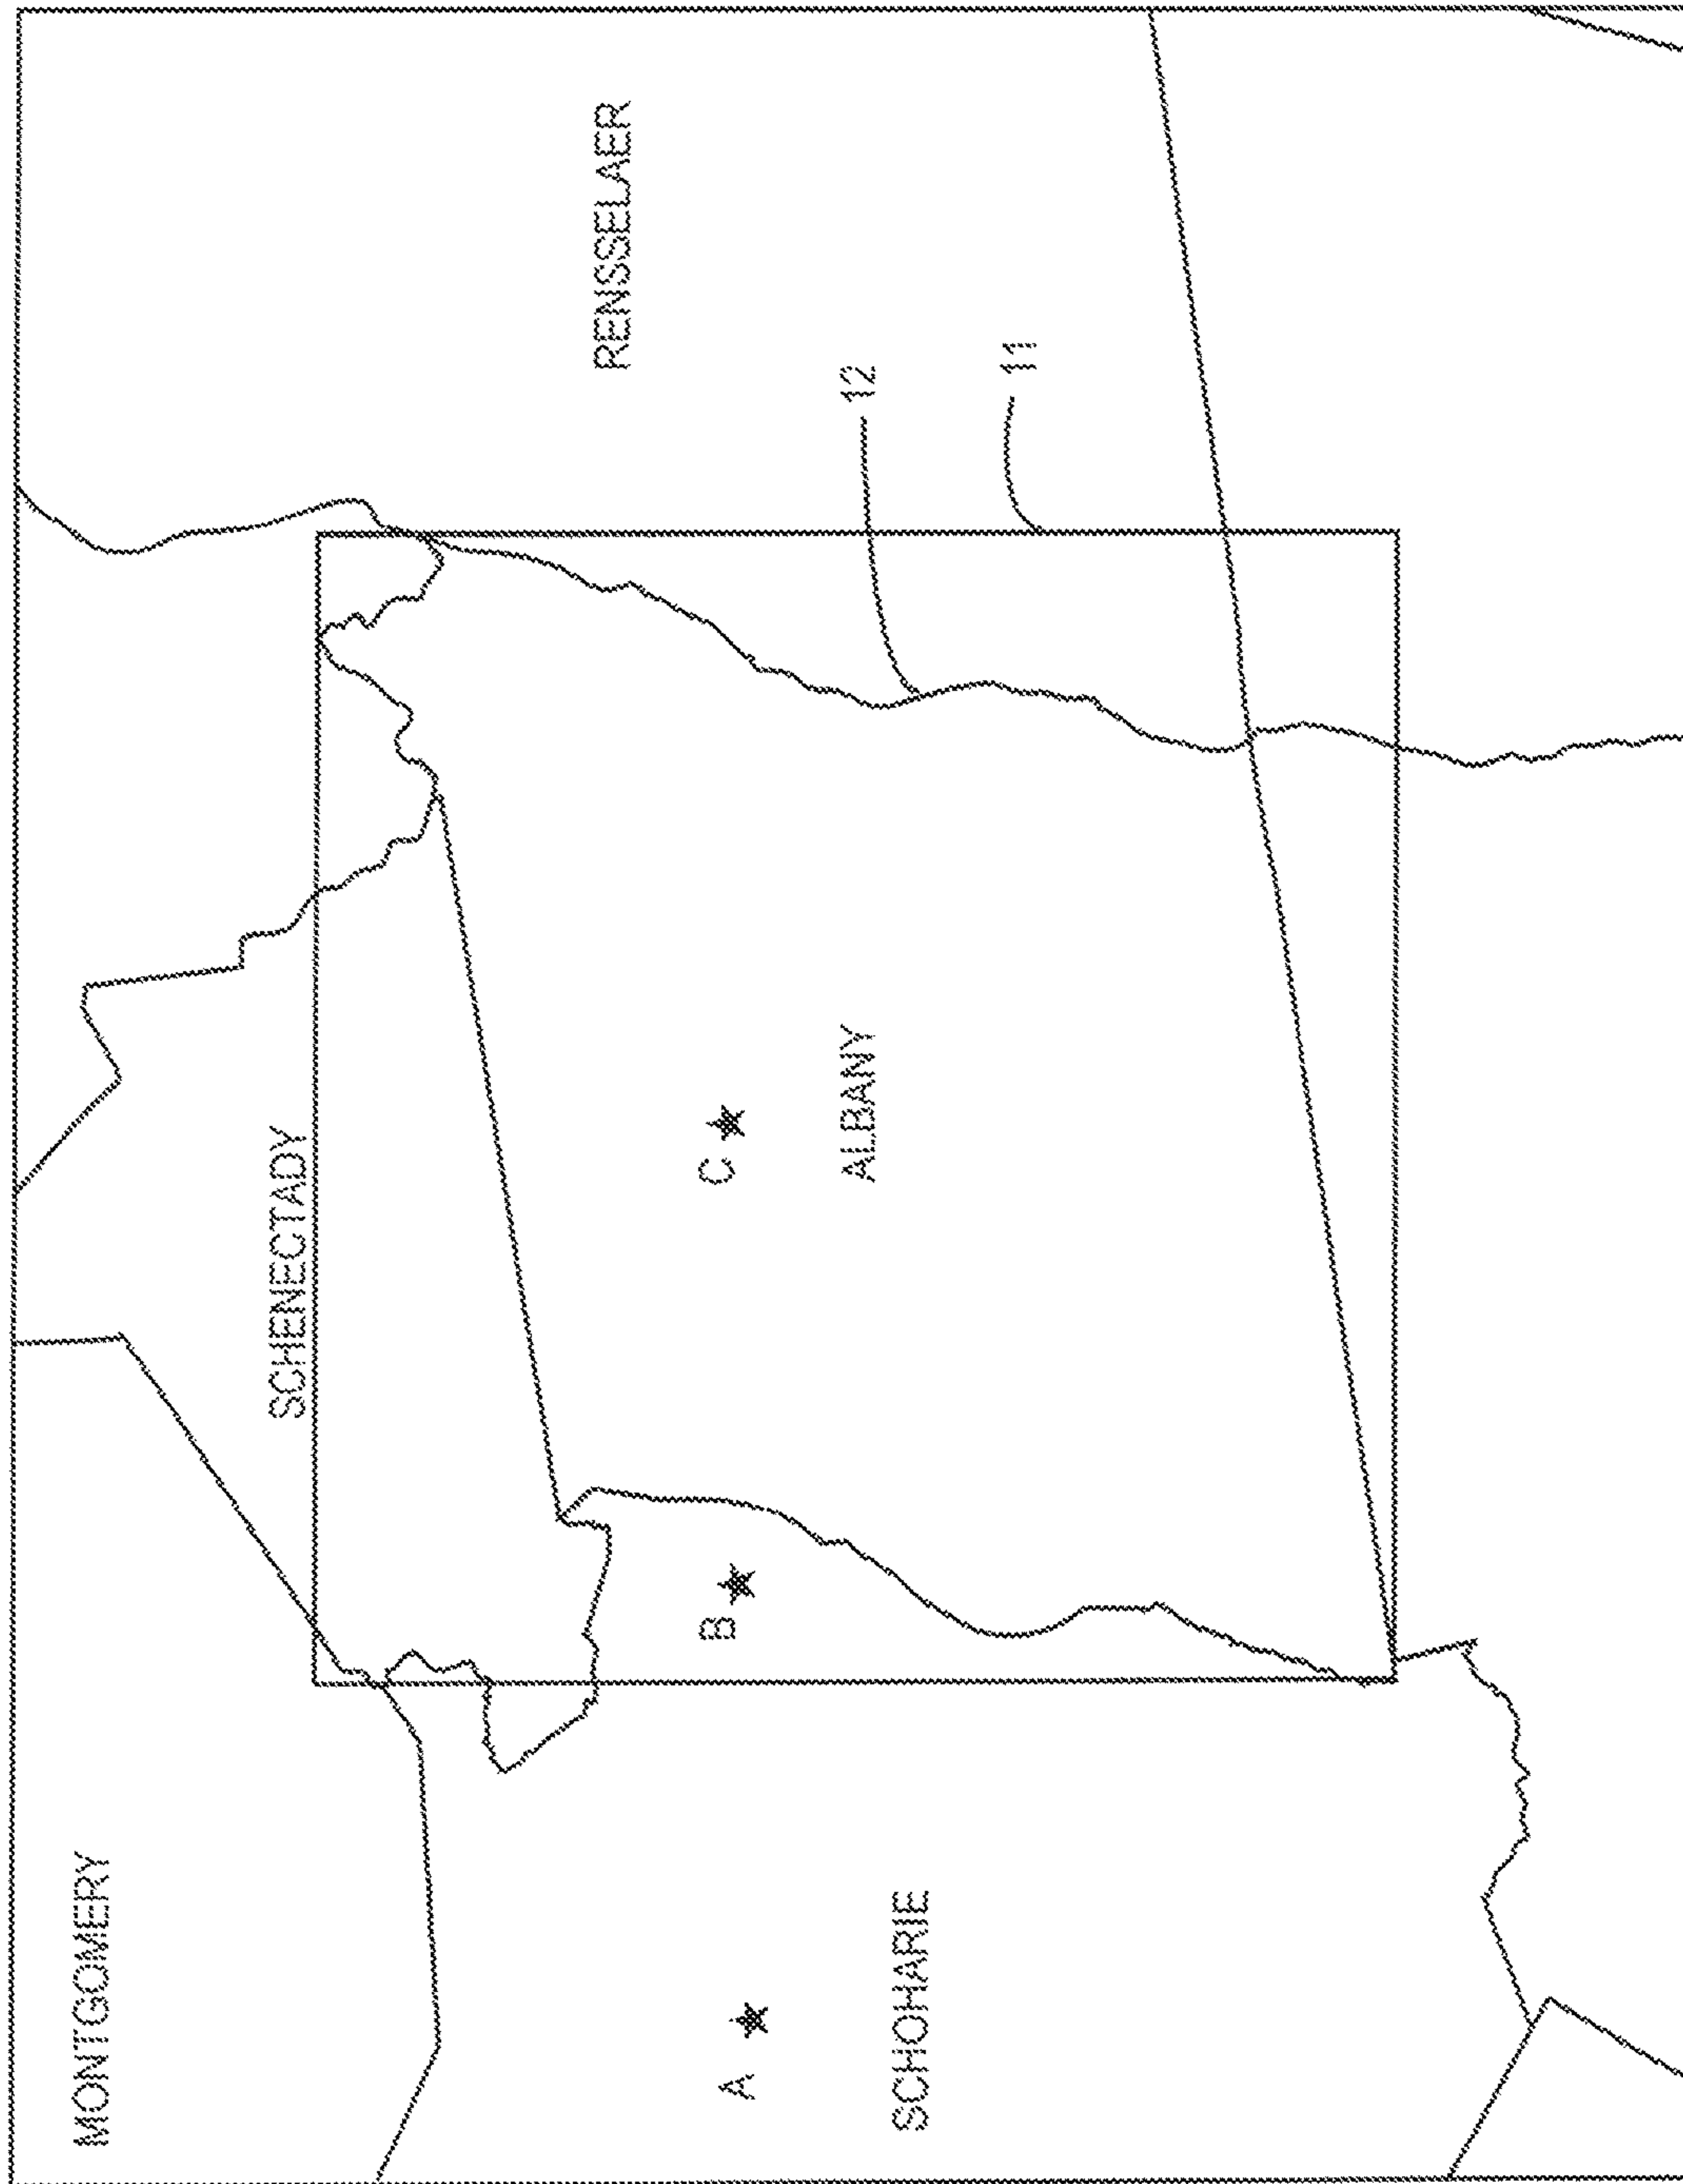 MONTGOMERY
SCHENECTADY
RENSSELAER
A
B
C
12
ALBANY
SCHOHARIE
11